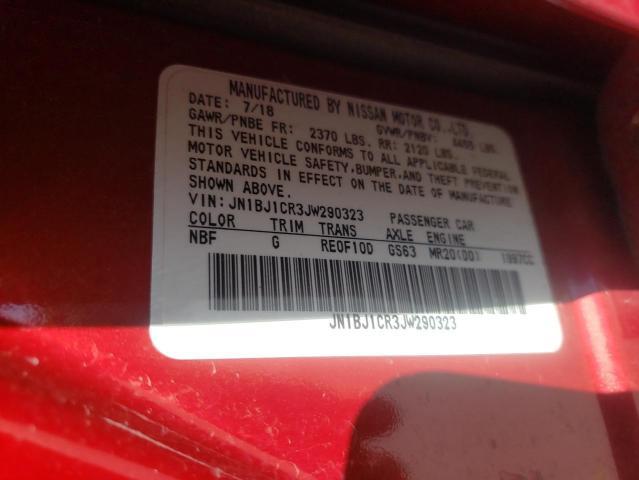 MANUFACTURED BY NISSAN MOTOR CO.,LTD.
DATE: 7/18 GVWR/PNBV: LBS.
GAWR/PNBE FR: 2370 LBS. RR: 2120 LBS.
THIS VEHICLE CONFORMS TO ALL APPLICABLE FEDERAL
MOTOR VEHICLE SAFETY,BUMPER,AND THEFT PREVENTION
STANDARDS IN EFFECT ON THE DATE OF MANUFACTURE
SHOWN ABOVE.
VIN:JN1BJ1CR3JW290323 PASSENGER CAR
COLOR TRIM TRANS AXLE ENGINE
NBF G RE0F10D GS63 MR20(DD) 1997CC
JN1BJ1CR3JW290323